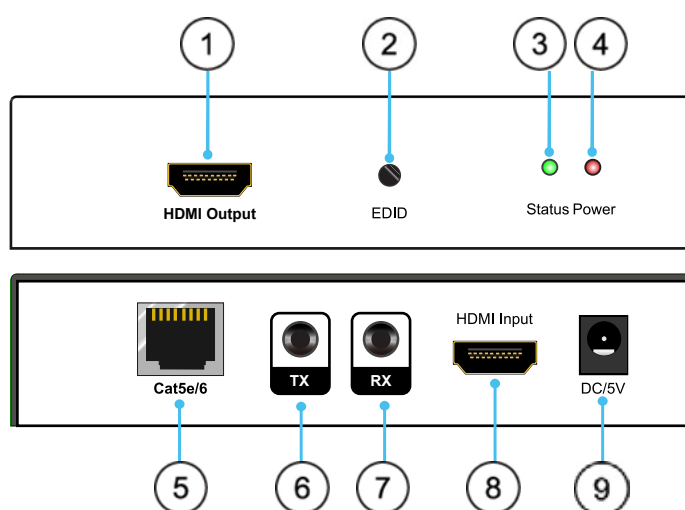 1 2 3 4
HDMI Output EDID Status Power
HDMI Input
TX RX
Cat5e/6 DC/5V
5 6 7 8 9